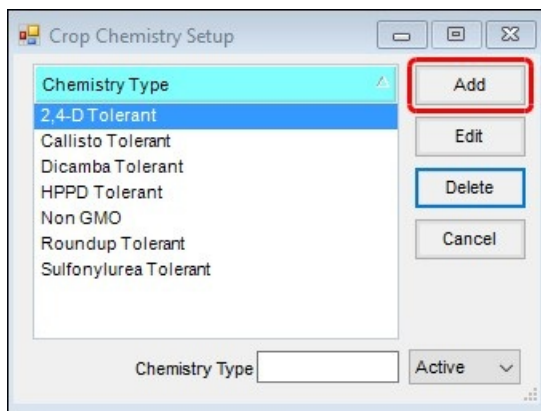 Crop Chemistry Setup
Chemistry Type
Add
2,4-D Tolerant
Callisto Tolerant
Edit
Dicamba Tolerant
HPPD Tolerant
Delete
Non GMO
Roundup Tolerant
Cancel
Sulfonylurea Tolerant
Chemistry Type
Active